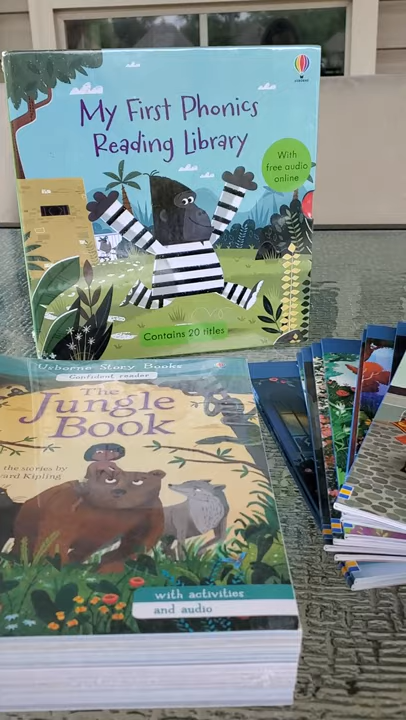 USBORNE
My First Phonics
Reading Library
With
free audio
online
Contains 20 titles
Usborne Story Books
Confident reader
The
Jungle
Book
the stories by
ard Kipling
with activities
and audio